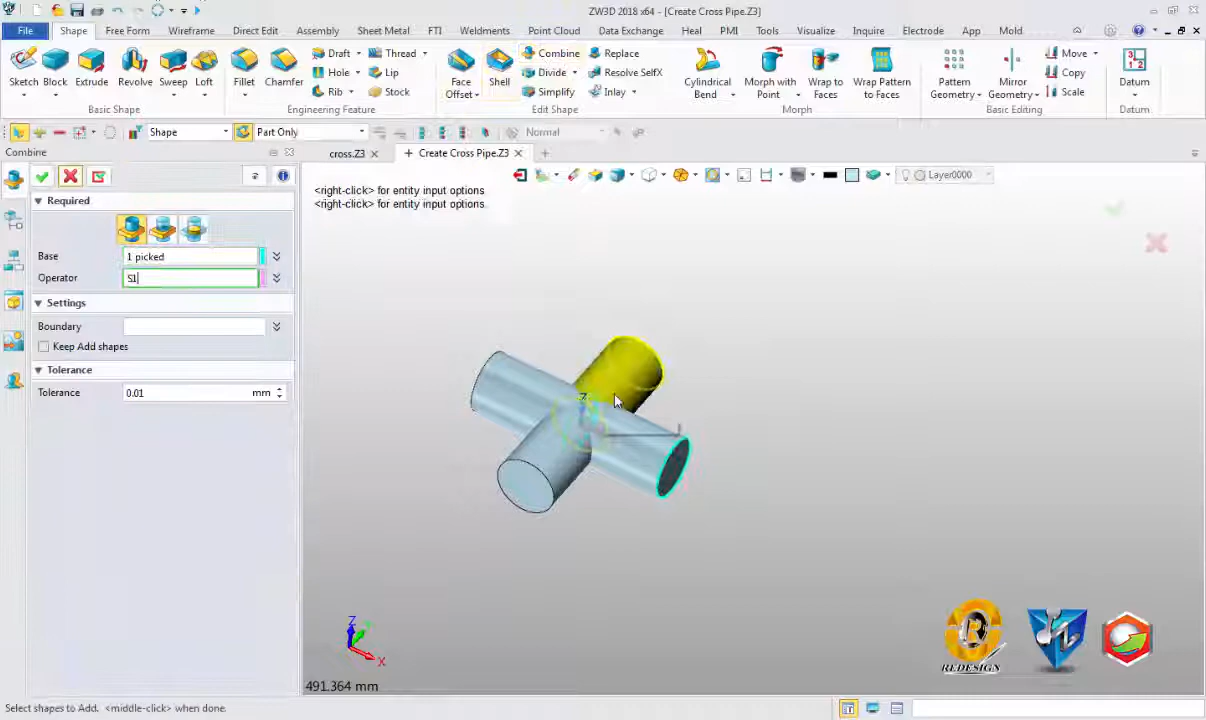 ZW3D 2018 x64 - [Create Cross Pipe.Z3]
File Shape Free Form Wireframe Direct Edit Assembly Sheet Metal FTI Weldments Point Cloud Data Exchange Heal PMI Tools Visualize Inquire Electrode App Mold
Sketch Block Extrude Revolve Sweep Loft
Fillet Chamfer
Draft Thread
Hole Lip
Rib Stock
Face Offset Shell
Combine Replace
Divide Resolve SelfX
Simplify Inlay
Cylindrical Bend Morph with Point Wrap to Faces Wrap Pattern to Faces
Pattern Geometry Mirror Geometry
Move
Copy
Scale
Datum
Basic Shape Engineering Feature Edit Shape Morph Basic Editing Datum
Shape Part Only Normal
Combine
cross.Z3 Create Cross Pipe.Z3
Layer0000
<right-click> for entity input options.
<right-click> for entity input options.
Required
Base 1 picked
Operator S1
Settings
Boundary
Keep Add shapes
Tolerance
Tolerance 0.01 mm
Z
Z
X
REDESIGN
491.364 mm
Select shapes to Add. <middle-click> when done.